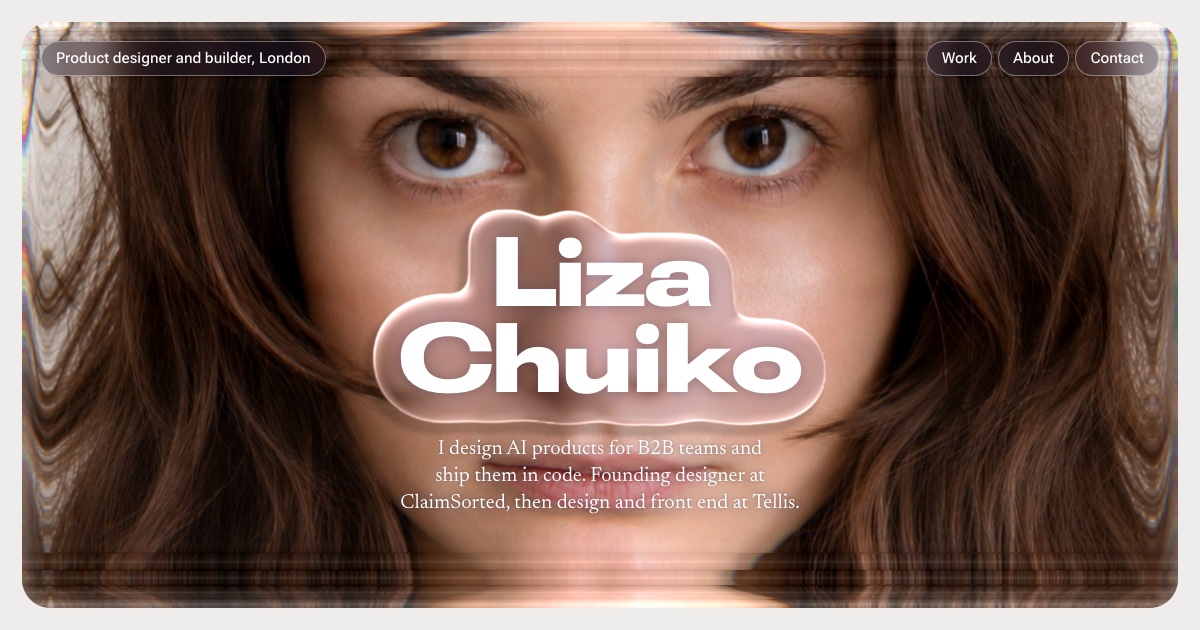 Product designer and builder, London
Work
About
Contact
Liza
Chuiko
I design AI products for B2B teams and
ship them in code. Founding designer at
ClaimSorted, then design and front end at Tellis.